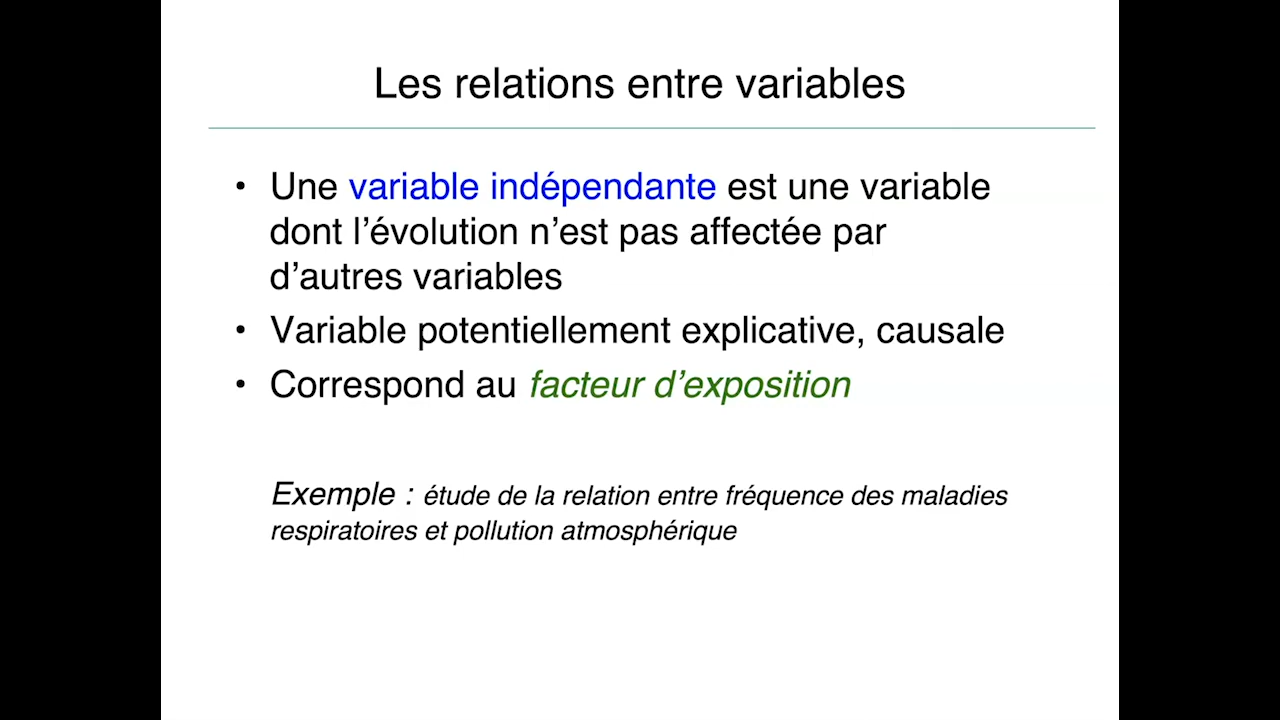 Les relations entre variables
• Une variable indépendante est une variable
dont l’évolution n’est pas affectée par
d’autres variables
• Variable potentiellement explicative, causale
• Correspond au facteur d’exposition
Exemple : étude de la relation entre fréquence des maladies
respiratoires et pollution atmosphérique